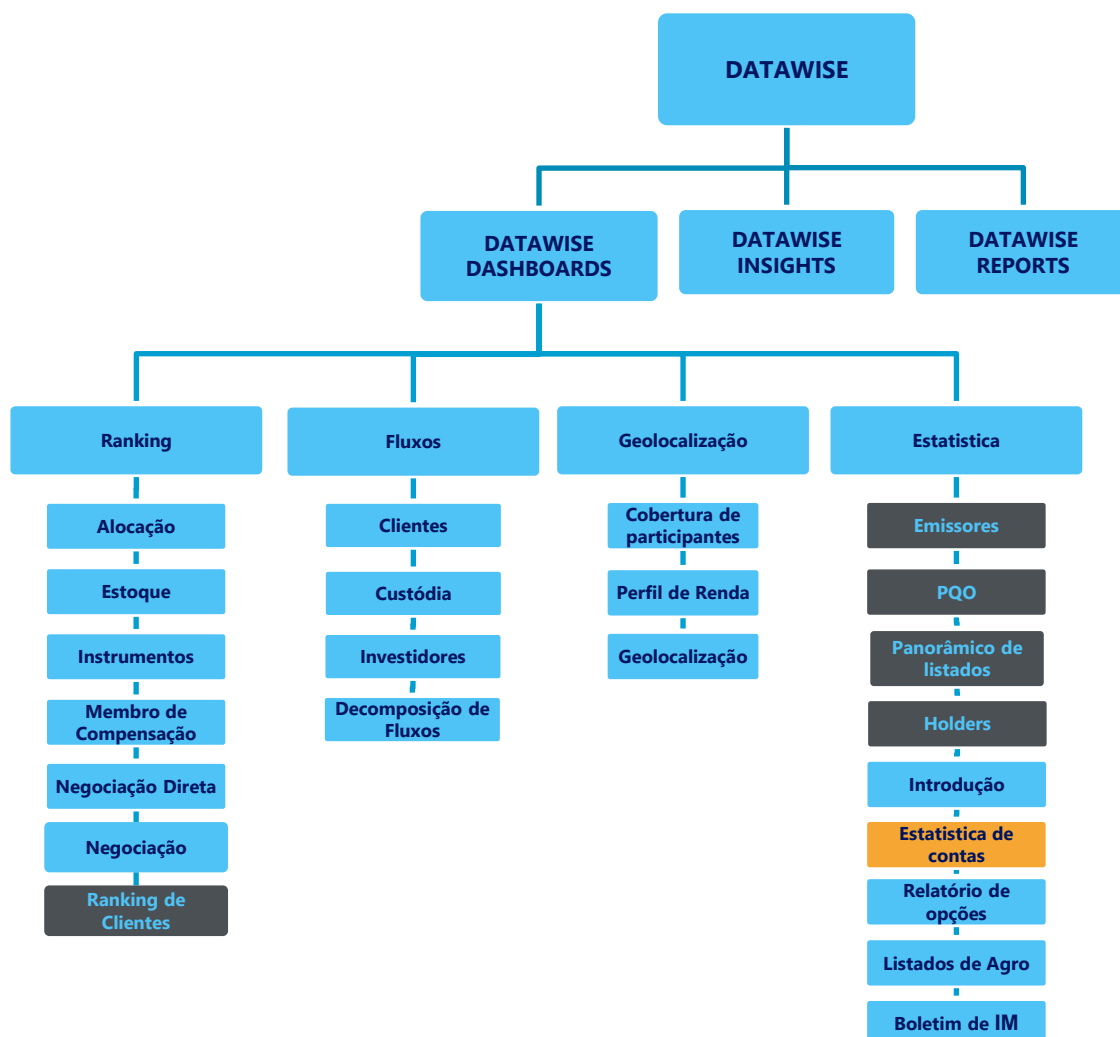 DATAWISE
DATAWISE
DASHBOARDS
DATAWISE
INSIGHTS
DATAWISE
REPORTS
Ranking
Fluxos
Geolocalização
Estatistica
Alocação
Estoque
Instrumentos
Membro de
Compensação
Negociação Direta
Negociação
Ranking de
Clientes
Clientes
Custódia
Investidores
Decomposição de
Fluxos
Cobertura de
participantes
Perfil de Renda
Geolocalização
Emissores
PQO
Panorâmico de
listados
Holders
Introdução
Estatistica de
contas
Relatório de
opções
Listados de Agro
Boletim de IM